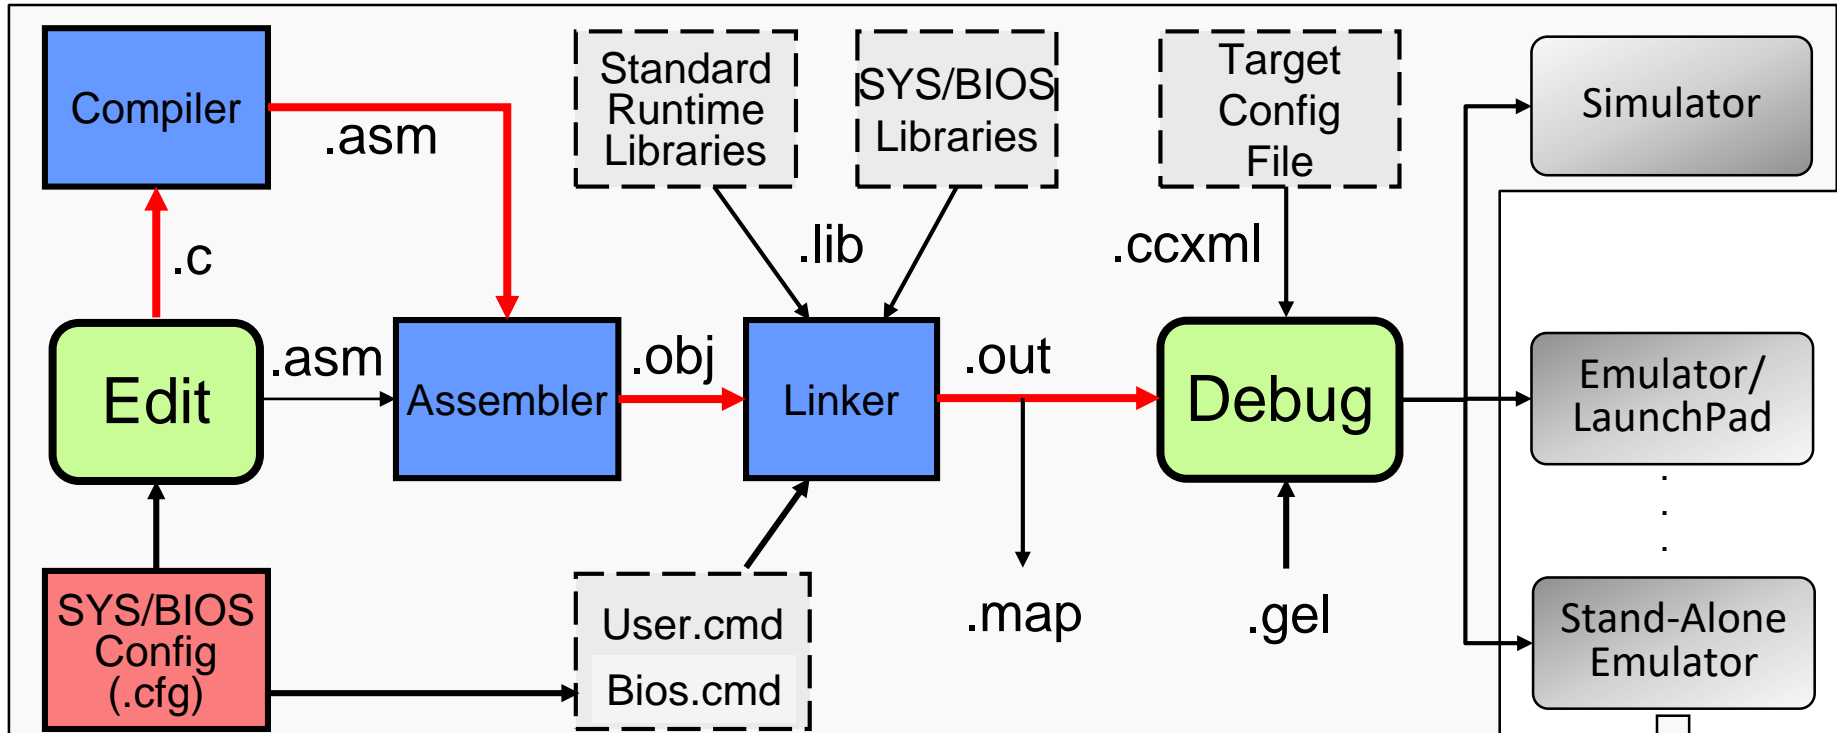 Compiler
.asm
Standard
Runtime
Libraries
SYS/BIOS
Libraries
Target
Config
File
Simulator
.c
.lib
.ccxml
Edit
.asm
Assembler
.obj
Linker
.out
Debug
Emulator/
LaunchPad
.
.
.
SYS/BIOS
Config
(.cfg)
User.cmd
Bios.cmd
.map
.gel
Stand-Alone
Emulator